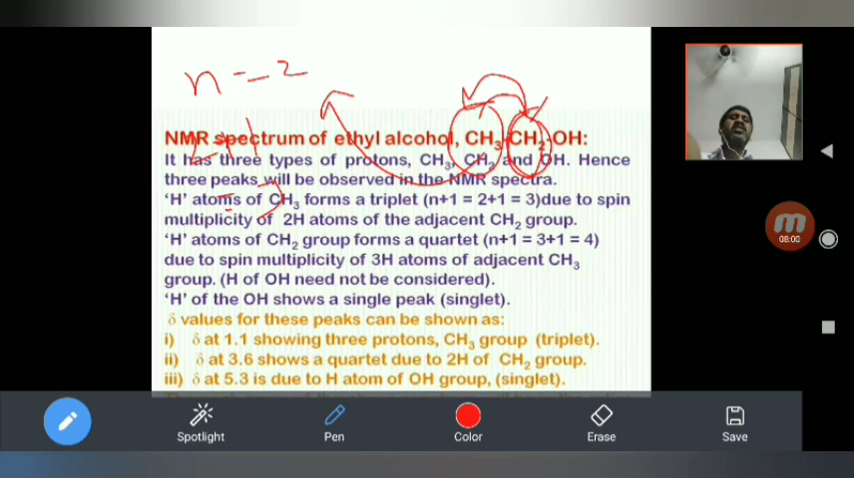 n = 2
NMR spectrum of ethyl alcohol, CH₃-CH₂-OH:
It has three types of protons, CH₃, CH₂ and OH. Hence
three peaks will be observed in the NMR spectra.
'H' atoms of CH₃ forms a triplet (n+1 = 2+1 = 3)due to spin
multiplicity of 2H atoms of the adjacent CH₂ group.
'H' atoms of CH₂ group forms a quartet (n+1 = 3+1 = 4)
due to spin multiplicity of 3H atoms of adjacent CH₃
group. (H of OH need not be considered).
'H' of the OH shows a single peak (singlet).
δ values for these peaks can be shown as:
i) δ at 1.1 showing three protons, CH₃ group (triplet).
ii) δ at 3.6 shows a quartet due to 2H of CH₂ group.
iii) δ at 5.3 is due to H atom of OH group, (singlet).
08:00
Spotlight
Pen
Color
Erase
Save